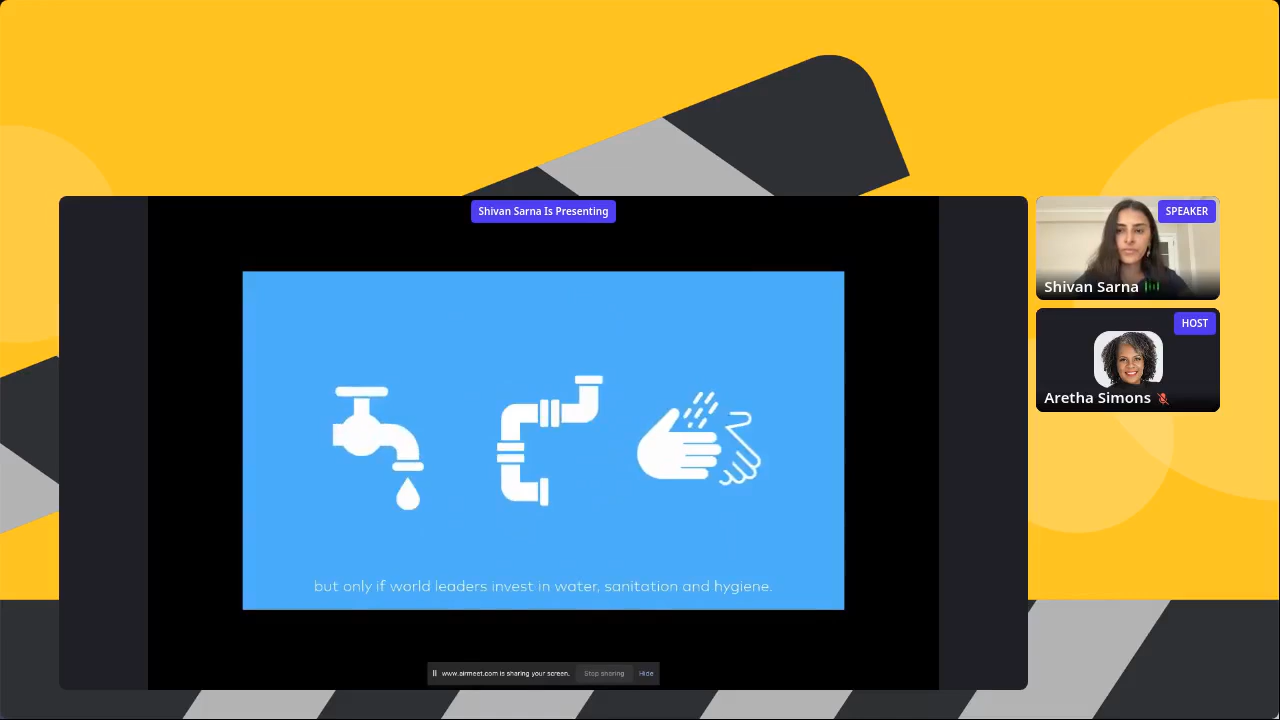 Shivan Sarna Is Presenting
SPEAKER
Shivan Sarna
HOST
Aretha Simons
but only if world leaders invest in water, sanitation and hygiene.
www.airmeet.com is sharing your screen.
Stop sharing
Hide